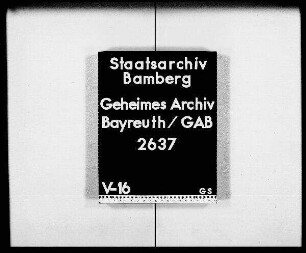 Staatsarchiv
Bamberg
Geheimes Archiv
Bayreuth/GAB
2637
V-16 GS